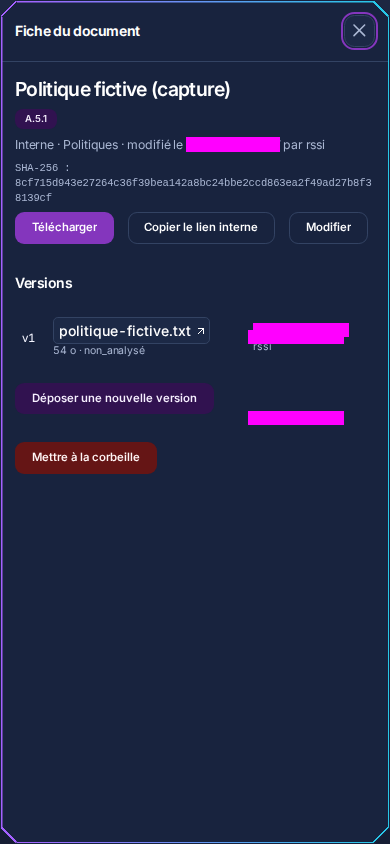 Fiche du document
Politique fictive (capture)
A.5.1
Interne · Politiques · modifié le par rssi
SHA-256 :
8cf715d943e27264c36f39bea142a8bc24bbe2ccd863ea2f49ad27b8f3
8139cf
Télécharger Copier le lien interne Modifier
Versions
v1 politique-fictive.txt ↗
54 o · non_analysé rssi
Déposer une nouvelle version
Mettre à la corbeille